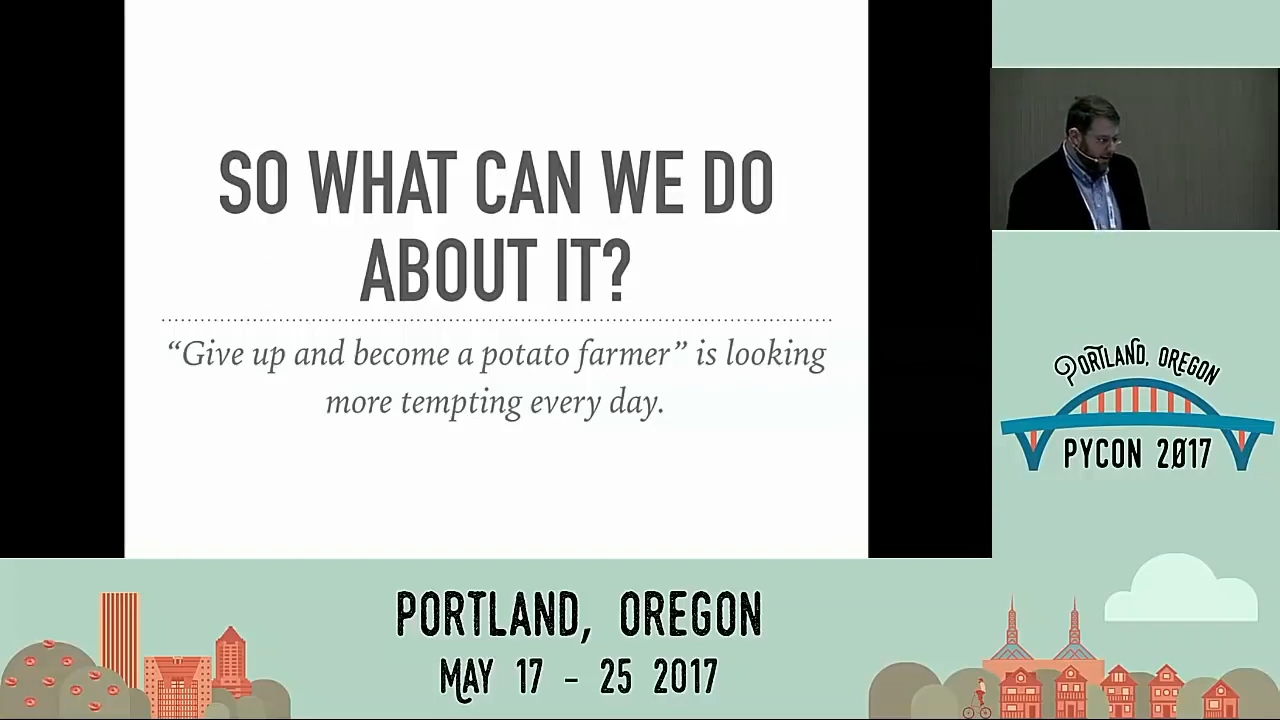 SO WHAT CAN WE DO
ABOUT IT?
“Give up and become a potato farmer” is looking
more tempting every day.
PORTLAND, OREGON
PYCON 2017
PORTLAND, OREGON
MAY 17 - 25 2017